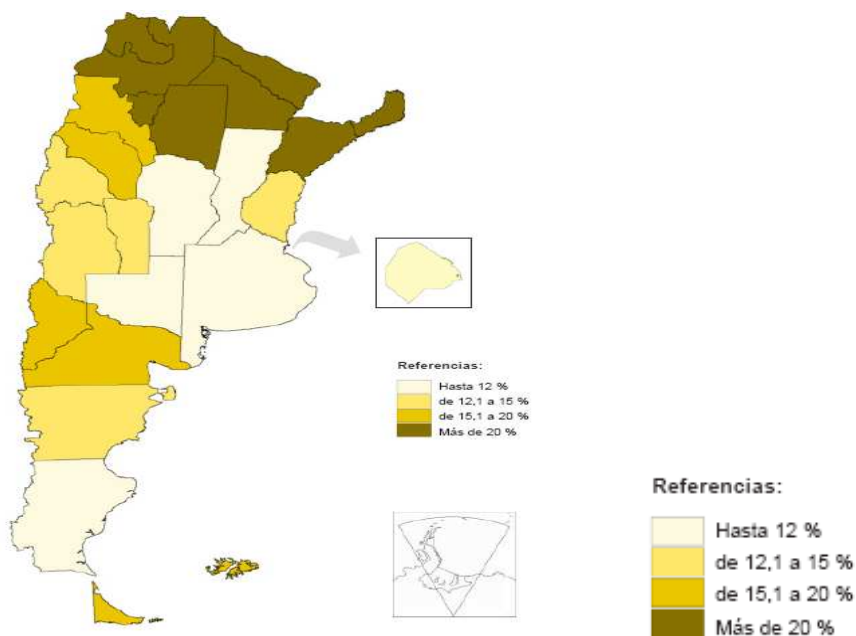 Referencias:
Hasta 12 %
de 12,1 a 15 %
de 15,1 a 20 %
Más de 20 %
Referencias:
Hasta 12 %
de 12,1 a 15 %
de 15,1 a 20 %
Más de 20 %